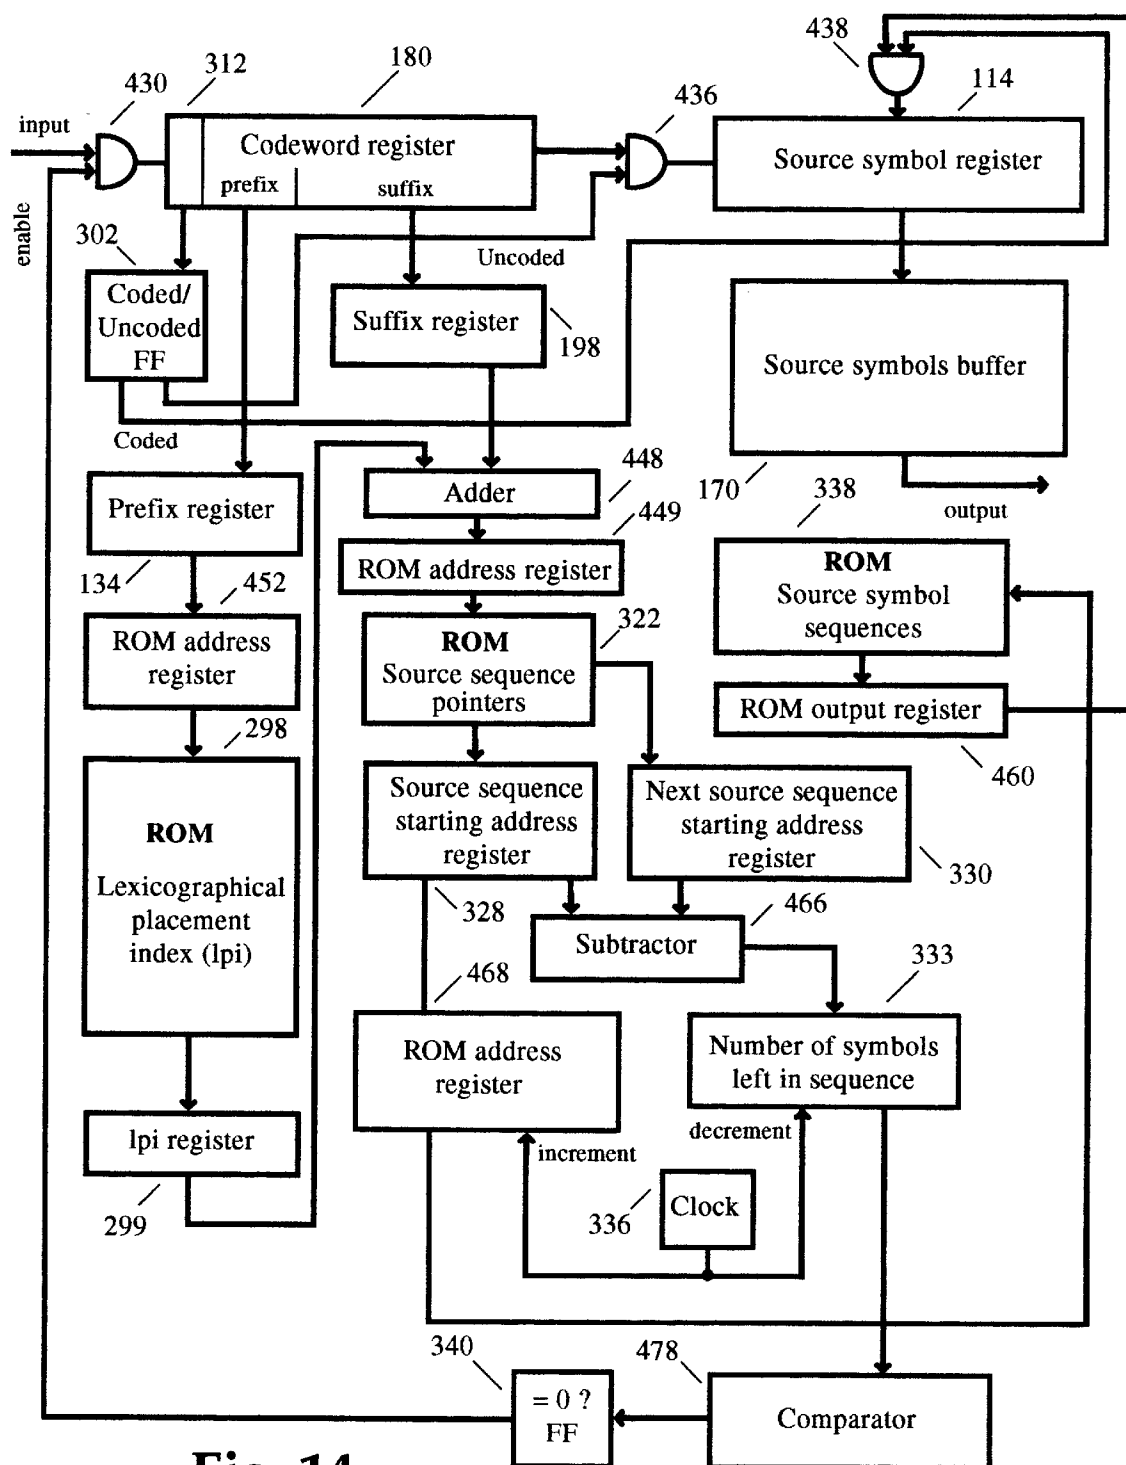 438
312
180
430
436
114
input
Codeword register
Source symbol register
prefix
suffix
enable
302
Uncoded
Coded/
Uncoded
FF
Suffix register
198
Source symbols buffer
Coded
448
170
338
output
Adder
449
Prefix register
134
452
ROM address register
ROM
Source symbol
sequences
322
ROM address
register
ROM
Source sequence
pointers
298
ROM output register
460
Source sequence
starting address
register
Next source sequence
starting address
register
330
ROM
Lexicographical
placement
index (lpi)
328
466
Subtractor
333
468
ROM address
register
Number of symbols
left in sequence
lpi register
decrement
increment
299
336
Clock
340
478
= 0 ?
FF
Comparator
Fig. 14